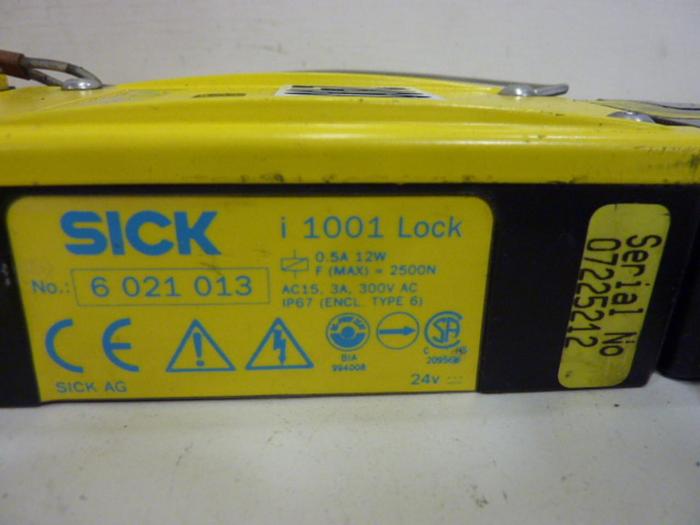 SICK
i 1001 Lock
0.5A 12W
F (MAX) = 2500N
No.: 6 021 013
AC15, 3A, 300V AC
IP67 (ENCL. TYPE 6)
CE
BIA
994008
SICK AG
24v
Serial No
07225212